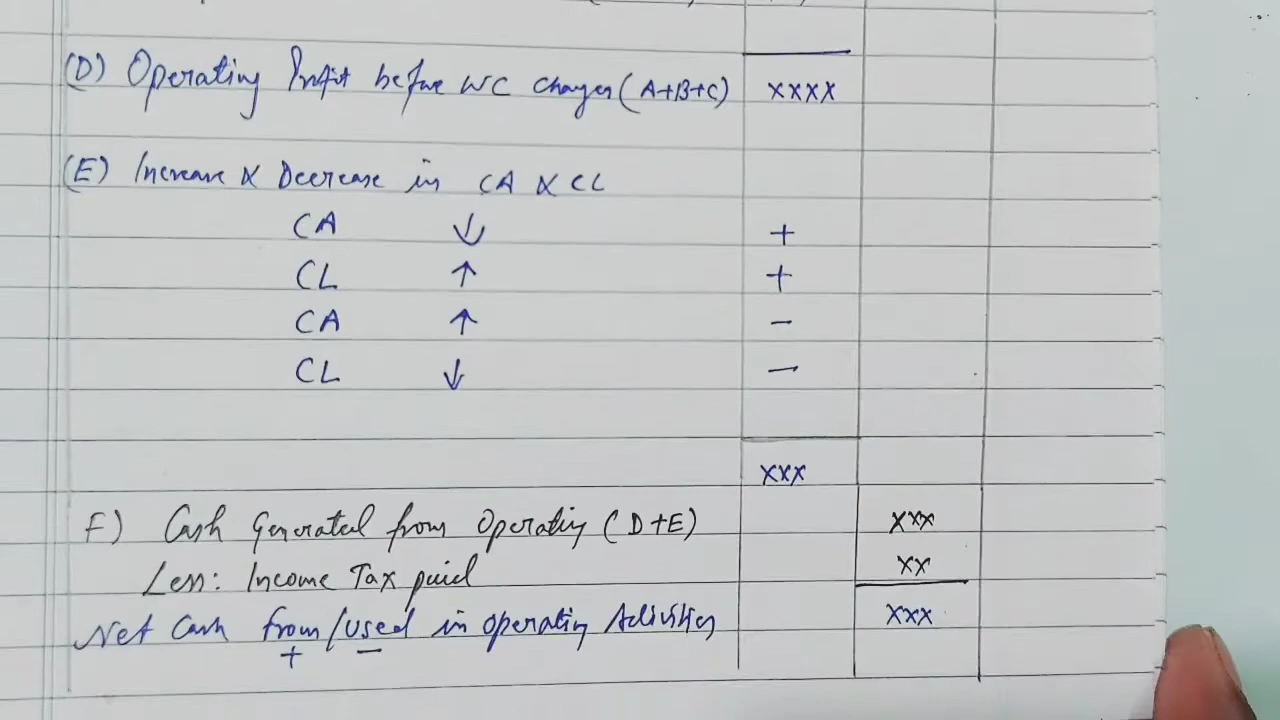 (D) Operating Profit before WC Changes (A+B+C) xxxx
(E) Increase & Decrease in CA & CL
CA ↓ +
CL ↑ +
CA ↑ −
CL ↓ −
xxx
F) Cash Generated from Operating (D+E) xxx
Less: Income Tax paid xx
Net Cash from/used in operating Activities xxx
+ −